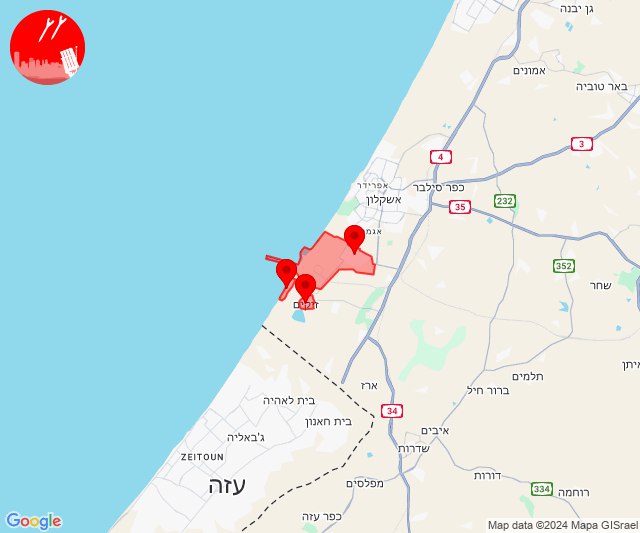 גן יבנה
אמונים
באר טוביה
3
4
אפרידר
כפר סילבר
אשקלון
35
232
אגמים
352
שחר
זיקים
איתן
תלמים
ארז
ברור חיל
בית לאהיה
34
בית חאנון
איבים
ג'באליה
שדרות
ZEITOUN
דורות
עזה
מפלסים
334
רוחמה
כפר עזה
Google
Map data ©2024 Mapa GISrael